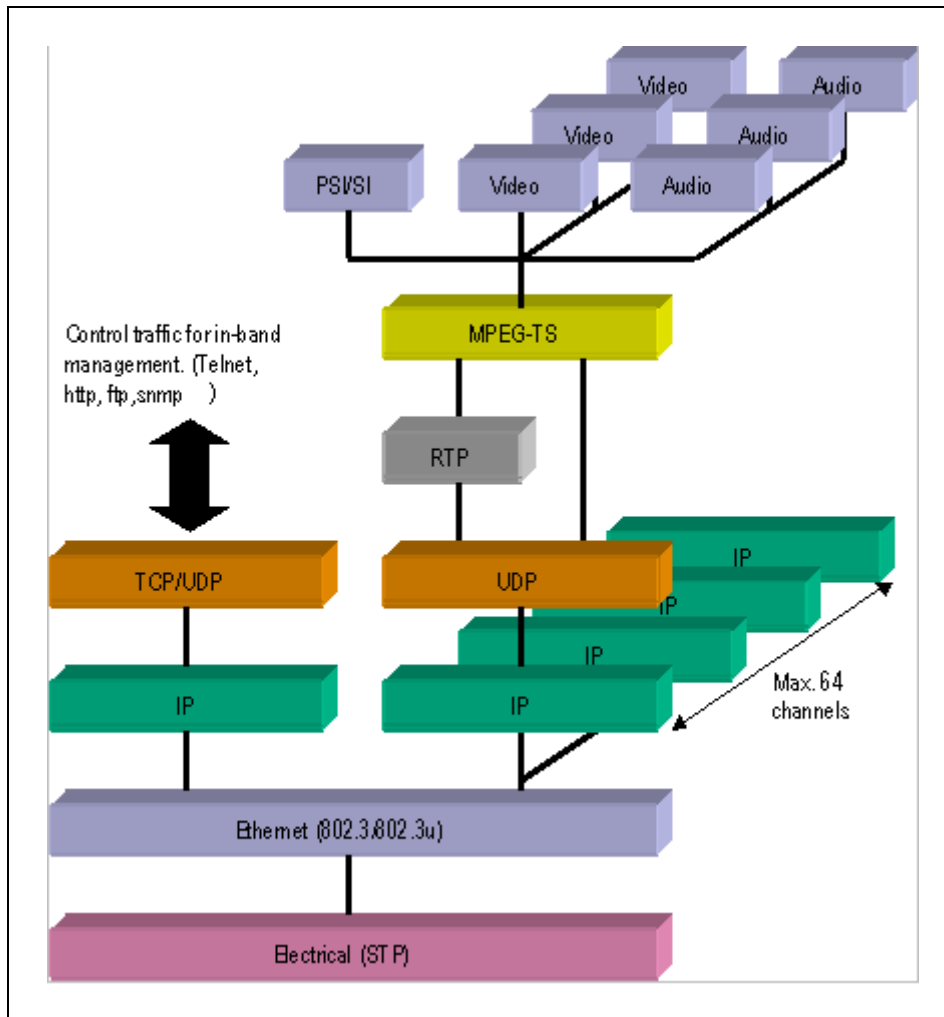 Video
Audio
Video
Audio
PSI/SI
Video
Audio
MPEG-TS
Control traffic for in-band
management. (Telnet,
http, ftp,snmp )
RTP
IP
TCP/UDP
UDP
IP
IP
IP
IP
Max. 64
channels
Ethernet (802.3/802.3u)
Electrical (STP)